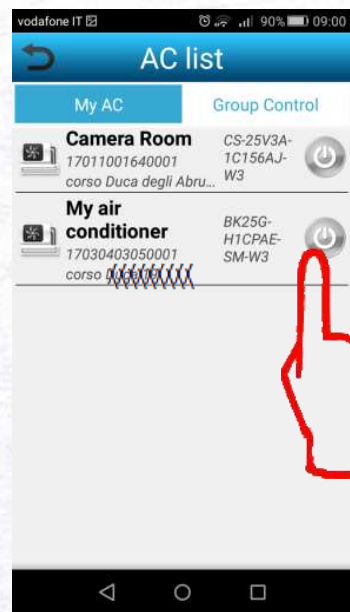 vodafone IT 90% 09:00
AC list
My AC Group Control
Camera Room
17011001640001
corso Duca degli Abru...
CS-25V3A-
1C156AJ-
W3
My air
conditioner
17030403050001
corso
BK25G-
H1CPAE-
SM-W3